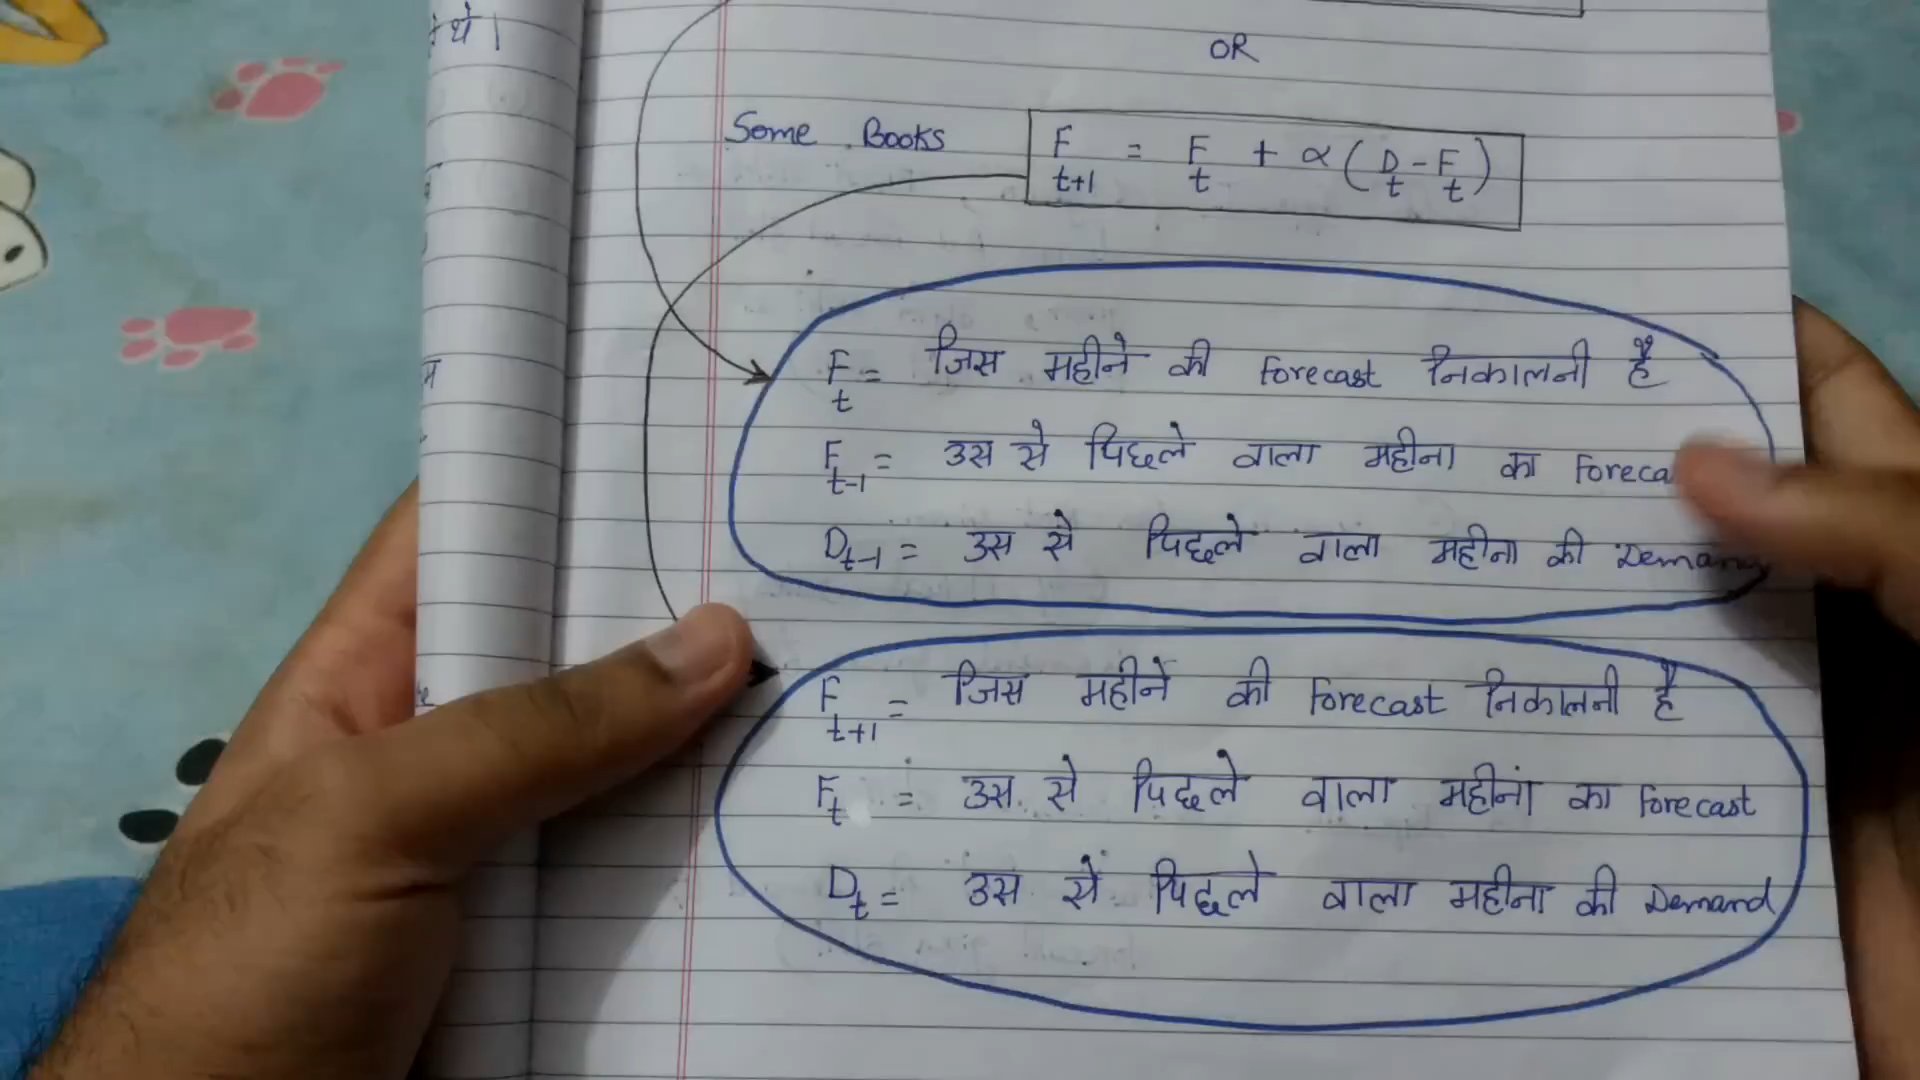 थे।
OR
Some Books
F t+1 = F t + α ( D t - F t )
F t = जिस महीने की Forecast निकालनी है
F t-1 = उस से पिछले वाला महीना का Foreca
D t-1 = उस से पिछले वाला महीना की Demand
F t+1 = जिस महीने की Forecast निकालनी है
F t = उस से पिछले वाला महीनां का Forecast
D t = उस से पिछले वाला महीना की Demand